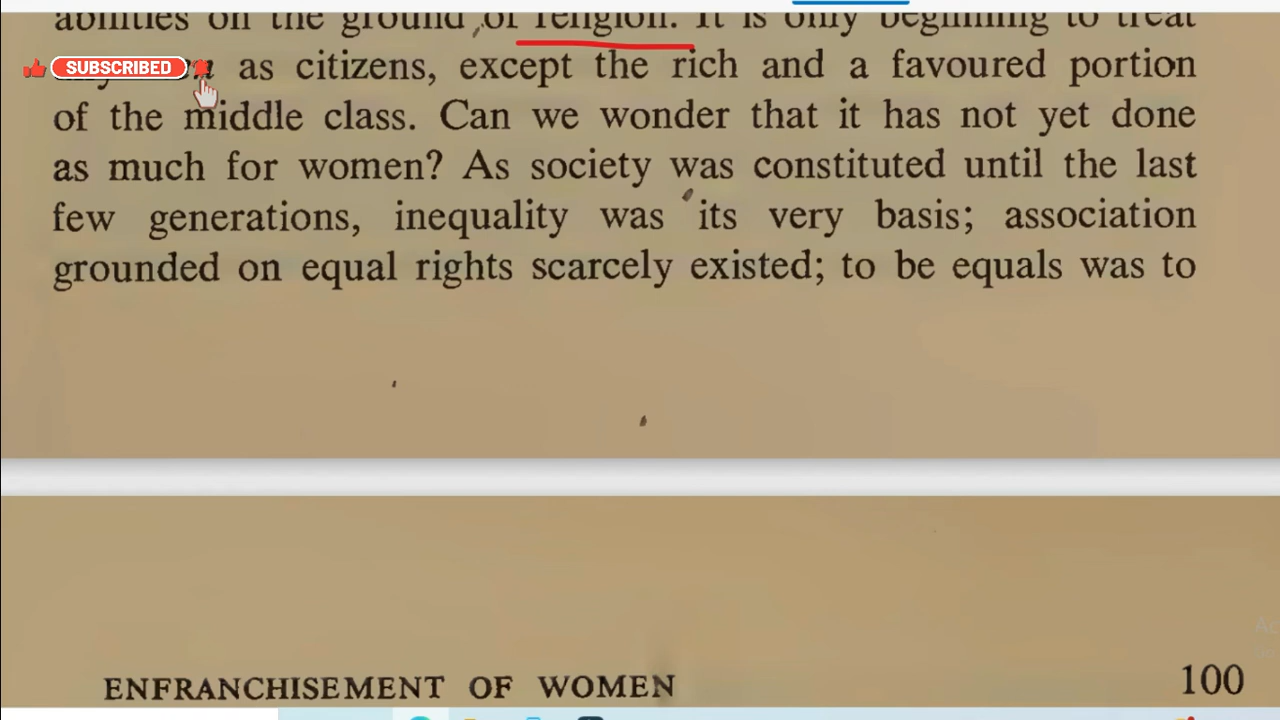 abilities on the ground of religion. It is only beginning to treat
SUBSCRIBED as citizens, except the rich and a favoured portion
of the middle class. Can we wonder that it has not yet done
as much for women? As society was constituted until the last
few generations, inequality was its very basis; association
grounded on equal rights scarcely existed; to be equals was to
ENFRANCHISEMENT OF WOMEN 100